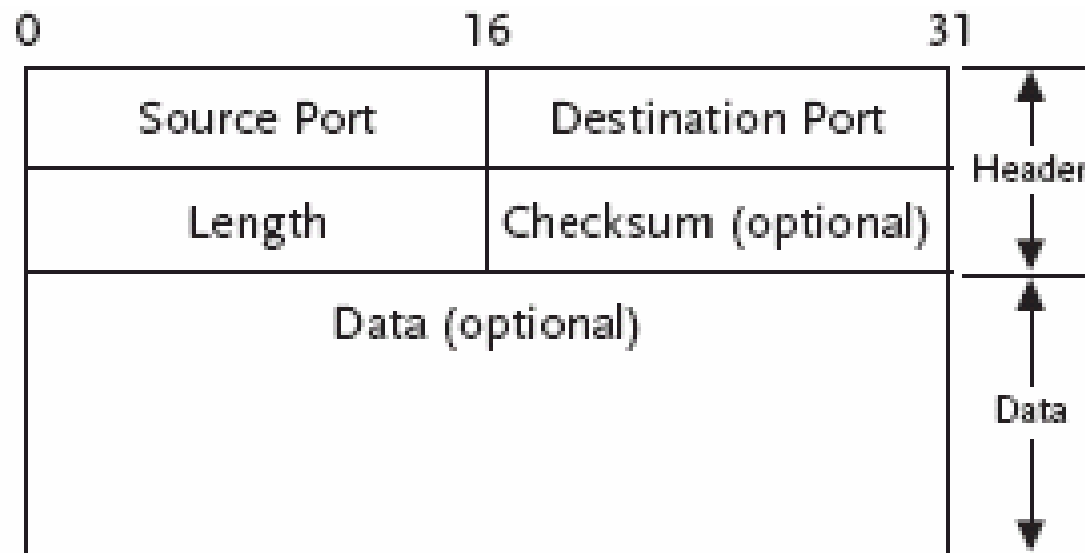 0 16 31
Source Port Destination Port
Header
Length Checksum (optional)
Data (optional)
Data